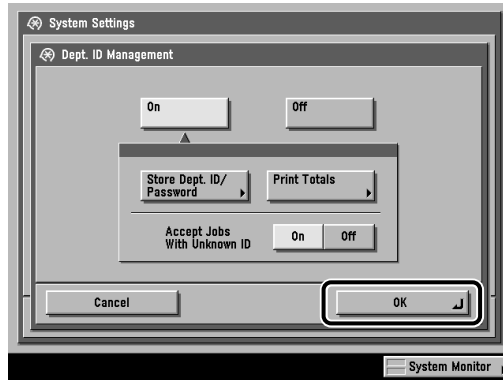 System Settings
Dept. ID Management
On
Off
Store Dept. ID/
Password
Print Totals
Accept Jobs
With Unknown ID
On
Off
Cancel
OK
System Monitor